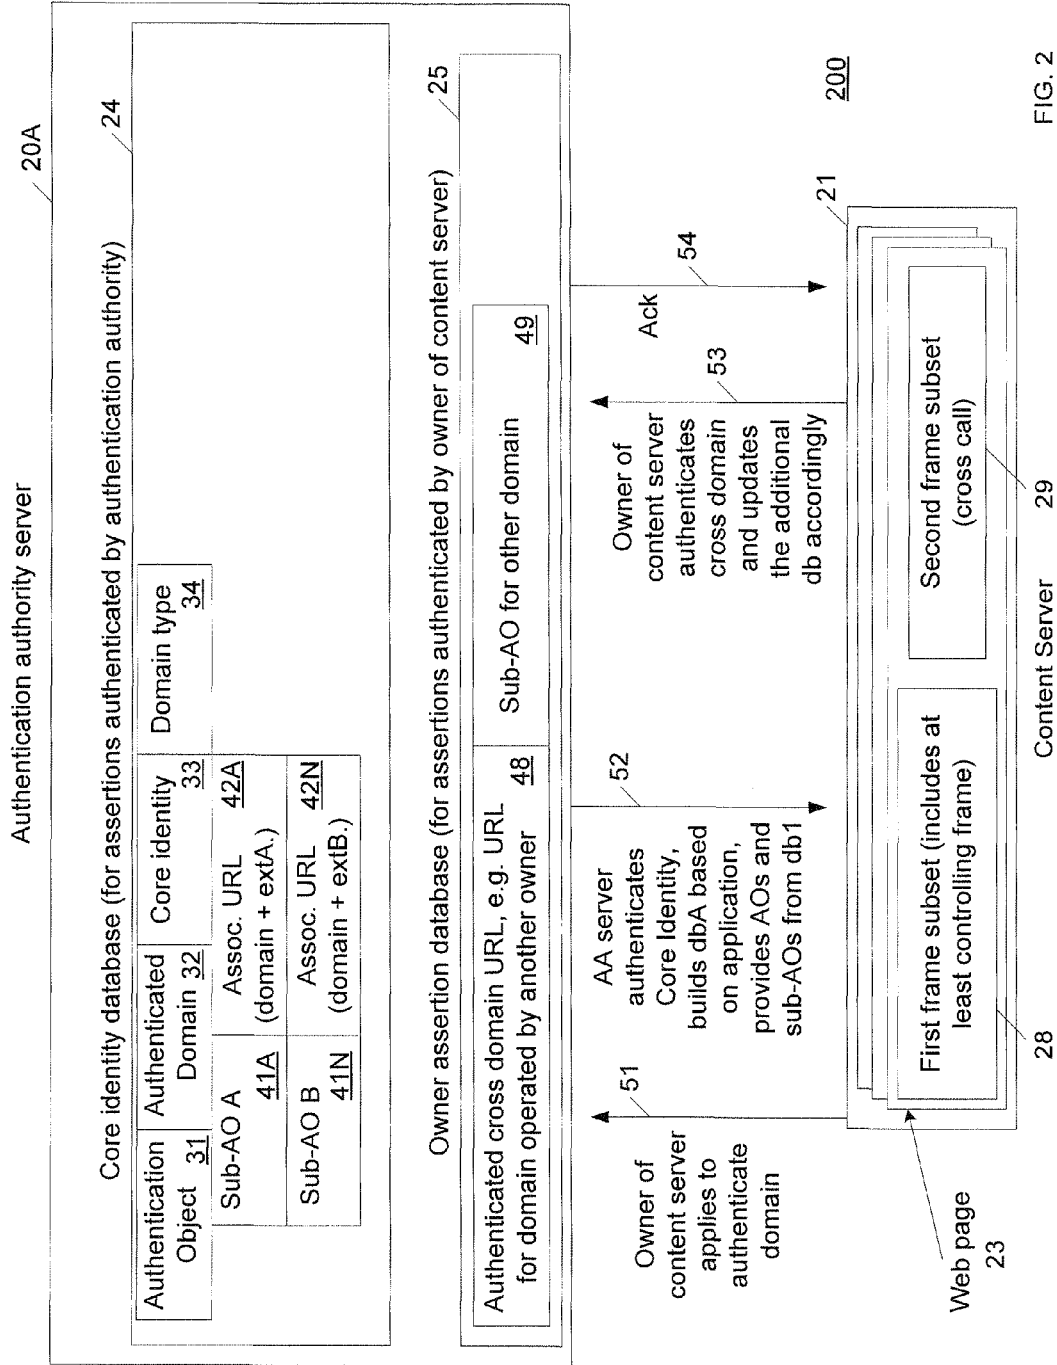 Authentication authority server
20A
Core identity database (for assertions authenticated by authentication authority)
24
Authentication
Object 31
Authenticated
Domain 32
Core identity
33
Domain type
34
Sub-AO A
41A
Assoc. URL 42A
(domain + extA.)
Sub-AO B
41N
Assoc. URL 42N
(domain + extB.)
Owner assertion database (for assertions authenticated by owner of content server)
25
Authenticated cross domain URL, e.g. URL
for domain operated by another owner 48
Sub-AO for other domain 49
Owner of
content server
applies to
authenticate
domain
51
AA server
authenticates
Core Identity,
builds dbA based
on application,
provides AOs and
sub-AOs from db1
52
Owner of
content server
authenticates
cross domain
and updates
the additional
db accordingly
53
Ack
54
200
21
Web page
23
First frame subset (includes at
least controlling frame)
28
Second frame subset
(cross call)
29
Content Server
FIG. 2